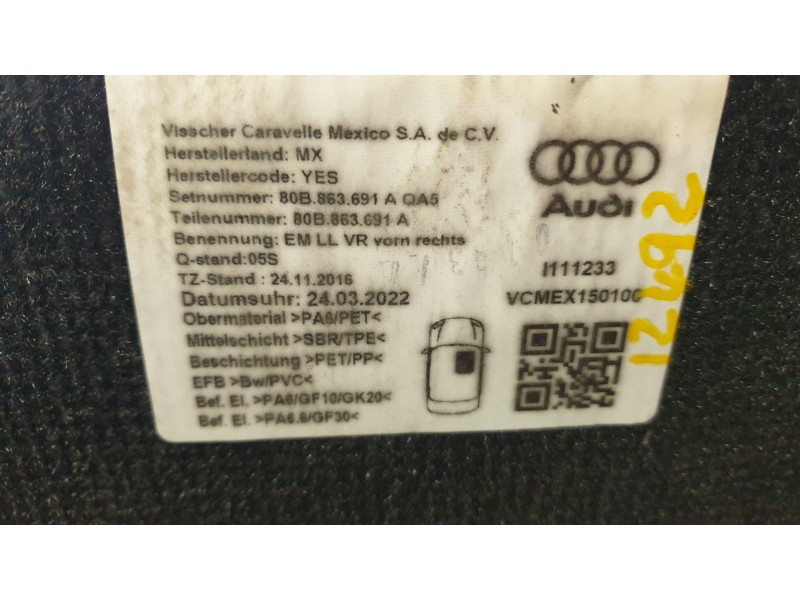 Visscher Caravelle Mexico S.A. de C.V.
Herstellerland: MX
Herstellercode: YES
Setnummer: 80B.863.691 A QA5
Teilenummer: 80B.863.691 A
Benennung: EM LL VR vorn rechts
Q-stand:05S
TZ-Stand : 24.11.2016
Datumsuhr: 24.03.2022
Obermaterial >PA6/PET<
Mittelschicht >SBR/TPE<
Beschichtung >PET/PP<
EFB >Bw/PVC<
Bef. El. >PA6/GF10/GK20<
Bef. El. >PA6.6/GF30<
Audi
I111233
VCMEX150100
12692